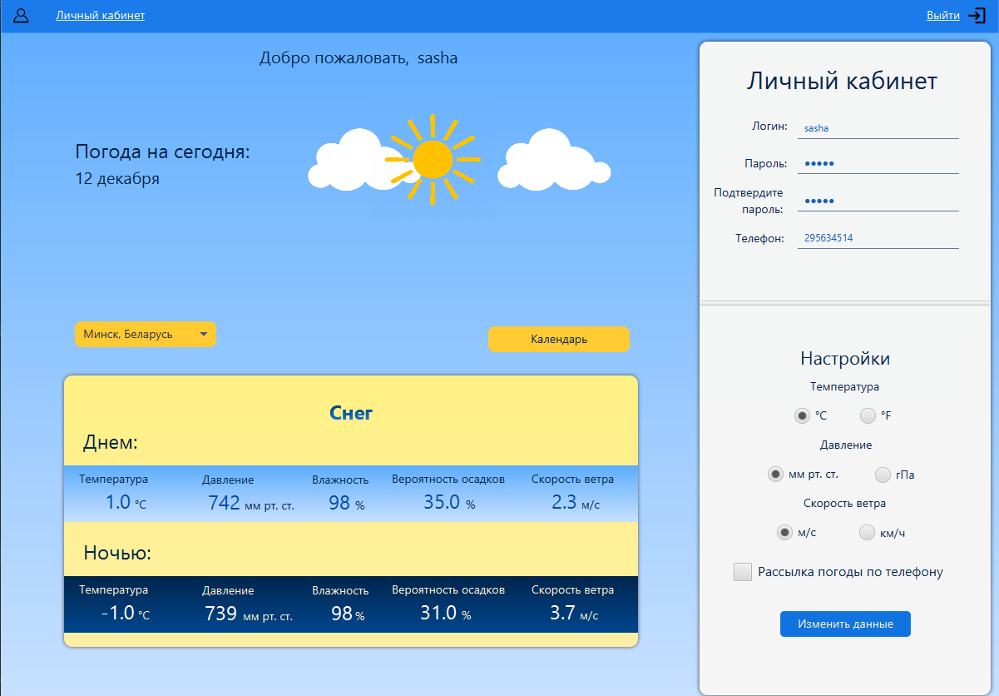 Личный кабинет
Выйти
Добро пожаловать, sasha
Погода на сегодня:
12 декабря
Минск, Беларусь
Календарь
Снег
Днем:
Температура Давление Влажность Вероятность осадков Скорость ветра
1.0 °C 742 мм рт. ст. 98 % 35.0 % 2.3 м/с
Ночью:
Температура Давление Влажность Вероятность осадков Скорость ветра
-1.0 °C 739 мм рт. ст. 98 % 31.0 % 3.7 м/с
Личный кабинет
Логин: sasha
Пароль: •••••
Подтвердите
пароль: •••••
Телефон: 295634514
Настройки
Температура
°C °F
Давление
мм рт. ст. гПа
Скорость ветра
м/с км/ч
Рассылка погоды по телефону
Изменить данные